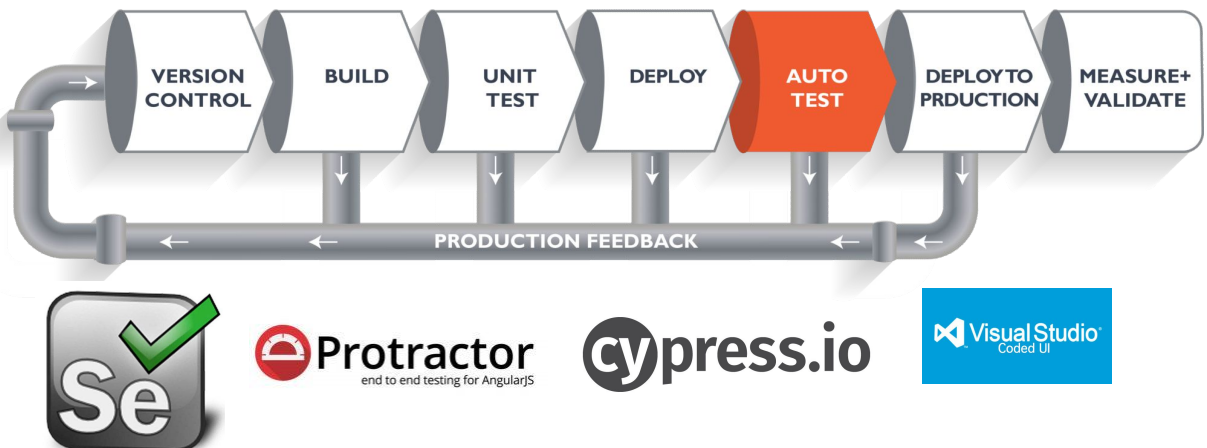 VERSION
CONTROL
BUILD
UNIT
TEST
DEPLOY
AUTO
TEST
DEPLOY TO
PRDUCTION
MEASURE+
VALIDATE
PRODUCTION FEEDBACK
Se
Protractor
end to end testing for AngularJS
cypress.io
Visual Studio
Coded UI